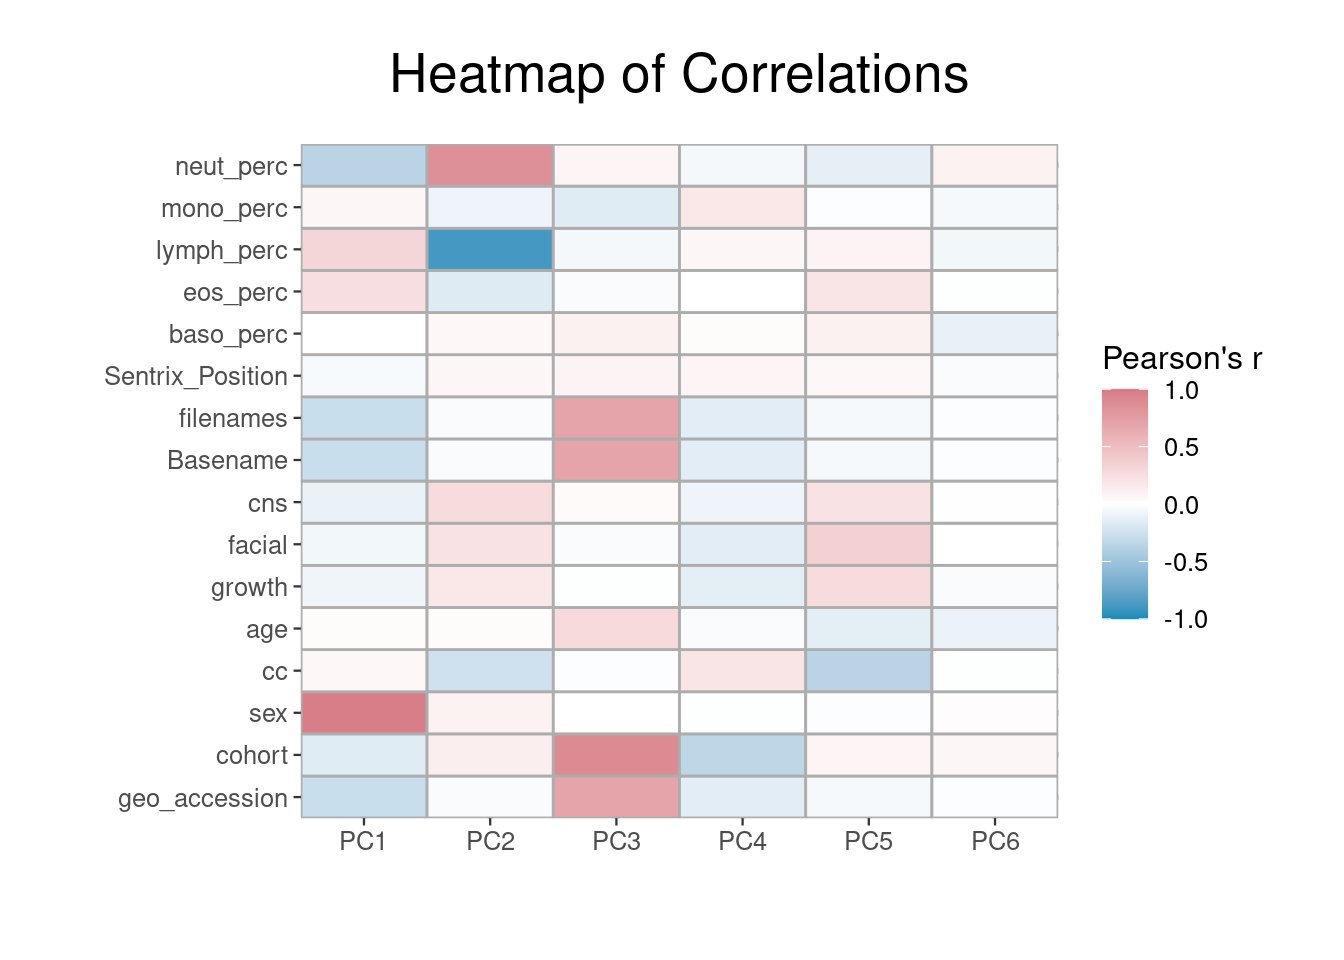 Heatmap of Correlations
neut_perc
mono_perc
lymph_perc
eos_perc
baso_perc
Sentrix_Position
filenames
Basename
cns
facial
growth
age
cc
sex
cohort
geo_accession
PC1 PC2 PC3 PC4 PC5 PC6
Pearson's r
1.0
0.5
0.0
-0.5
-1.0